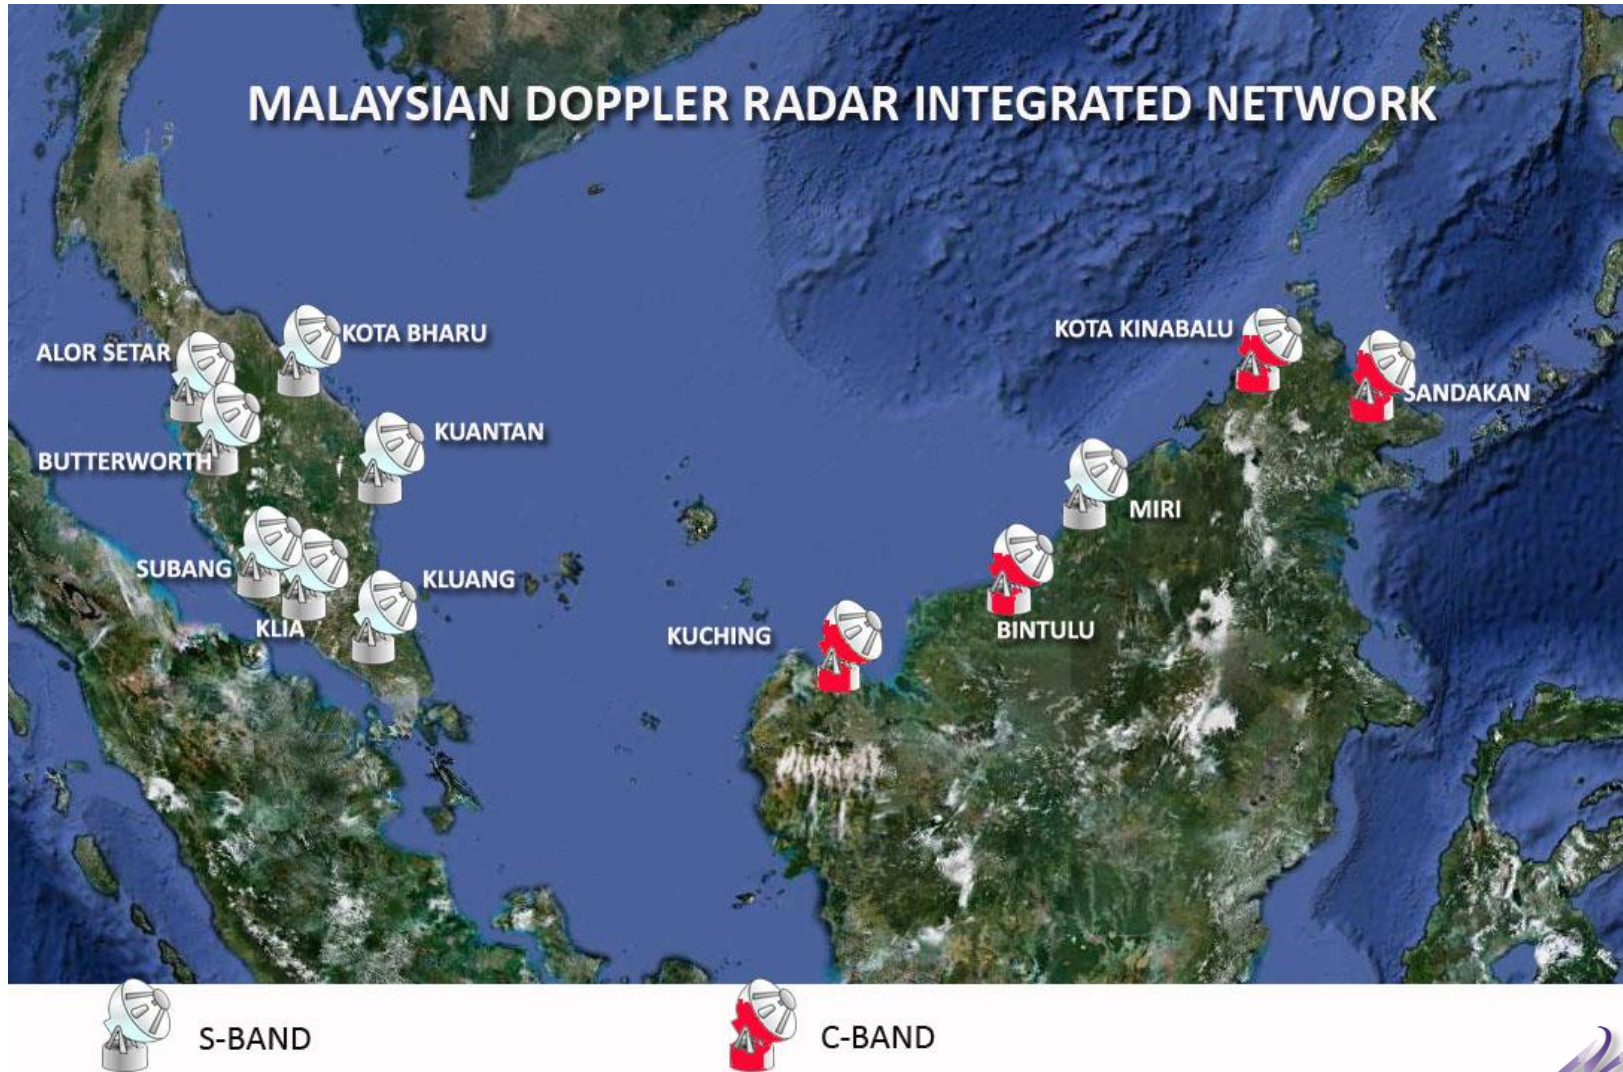 MALAYSIAN DOPPLER RADAR INTEGRATED NETWORK
KOTA BHARU
ALOR SETAR
KUANTAN
BUTTERWORTH
SUBANG
KLUANG
KLIA
KOTA KINABALU
SANDAKAN
MIRI
BINTULU
KUCHING
S-BAND
C-BAND